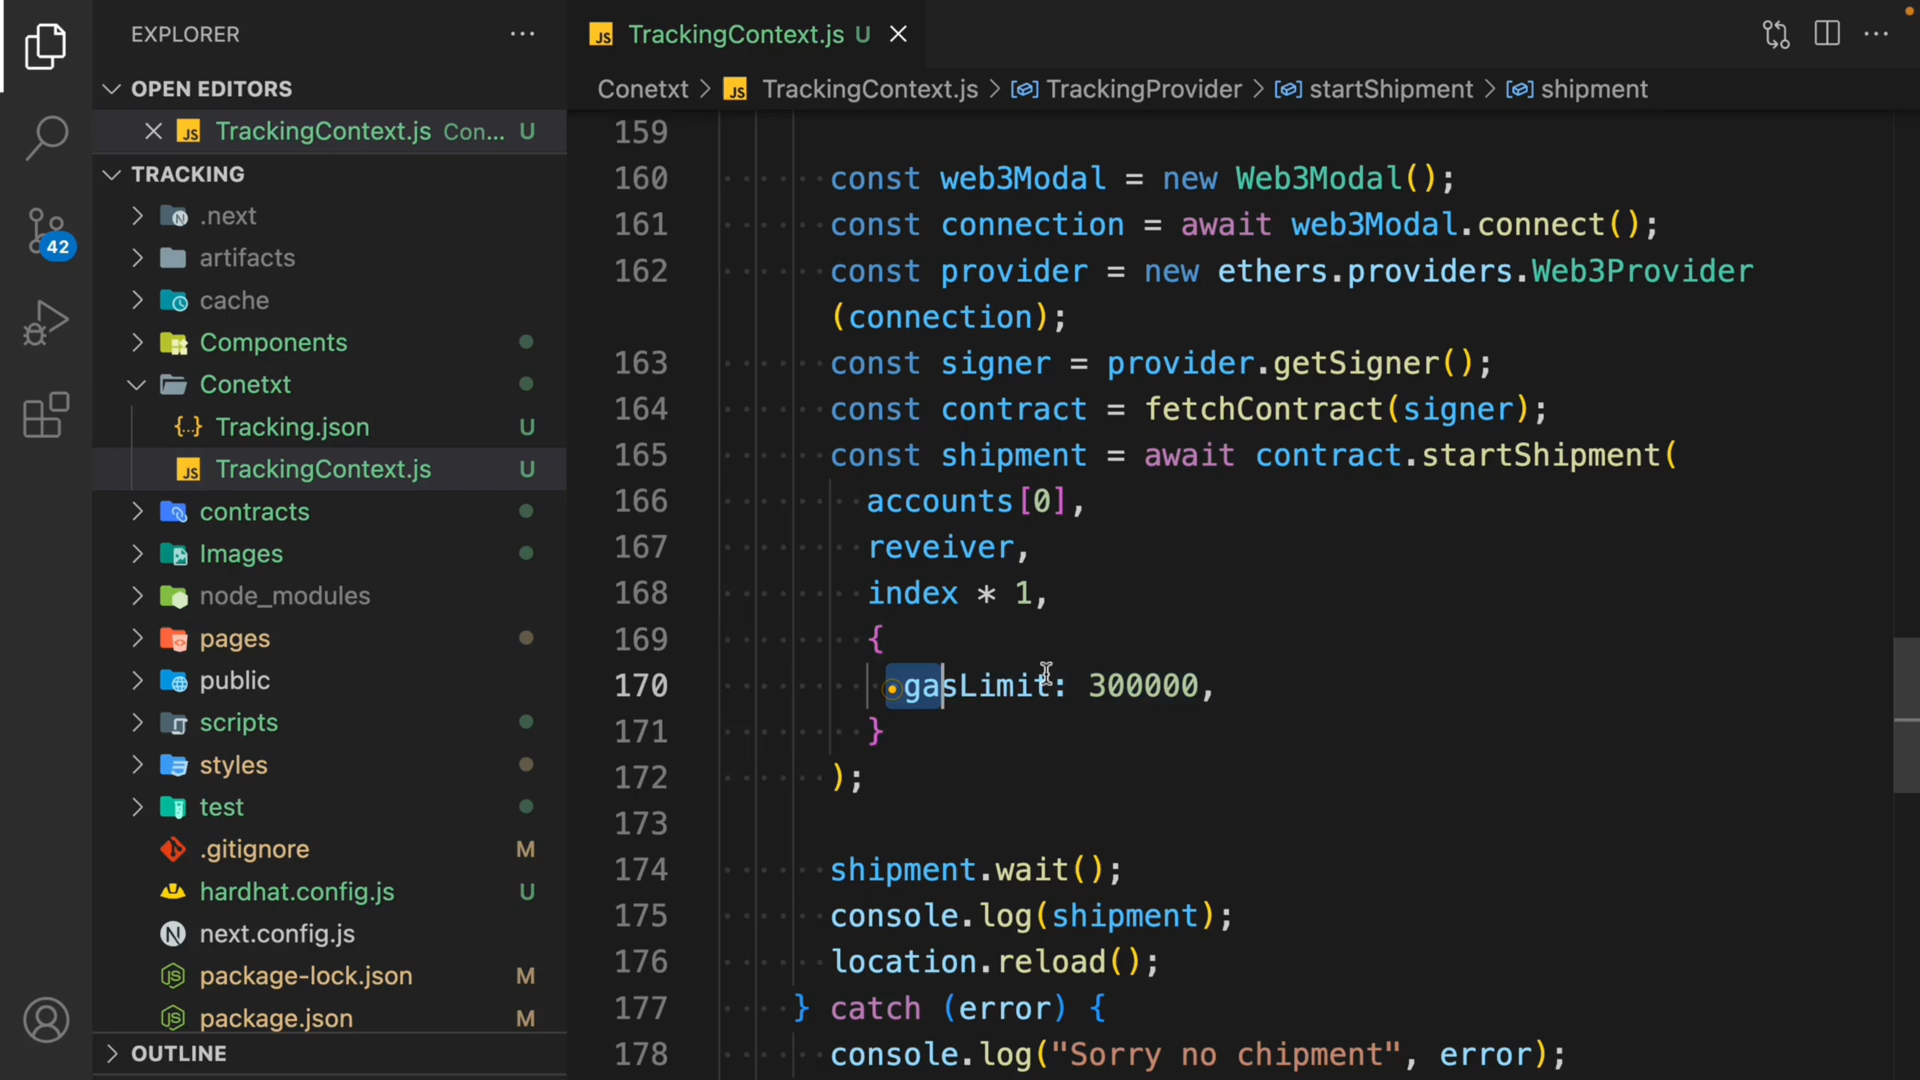 EXPLORER
OPEN EDITORS
TrackingContext.js Con... U
TRACKING
.next
artifacts
cache
Components
Conetxt
Tracking.json U
TrackingContext.js U
contracts
Images
node_modules
pages
public
scripts
styles
test
.gitignore M
hardhat.config.js U
next.config.js
package-lock.json M
package.json M
OUTLINE
42
TrackingContext.js U
Conetxt > TrackingContext.js > TrackingProvider > startShipment > shipment
159
160 const web3Modal = new Web3Modal();
161 const connection = await web3Modal.connect();
162 const provider = new ethers.providers.Web3Provider
(connection);
163 const signer = provider.getSigner();
164 const contract = fetchContract(signer);
165 const shipment = await contract.startShipment(
166 accounts[0],
167 reveiver,
168 index * 1,
169 {
170 gasLimit: 300000,
171 }
172 );
173
174 shipment.wait();
175 console.log(shipment);
176 location.reload();
177 } catch (error) {
178 console.log("Sorry no chipment", error);